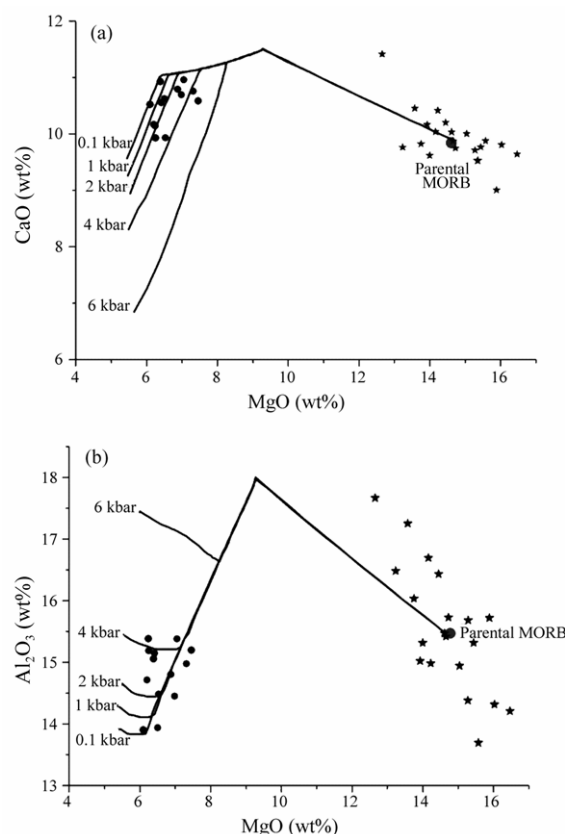 (a)
12
11
10
8
6
CaO (wt%)
0.1 kbar
1 kbar
2 kbar
4 kbar
6 kbar
Parental
MORB
4
6
8
10
12
14
16
MgO (wt%)
(b)
18
17
16
15
14
13
Al₂O₃ (wt%)
6 kbar
4 kbar
2 kbar
1 kbar
0.1 kbar
Parental MORB
4
6
8
10
12
14
16
MgO (wt%)